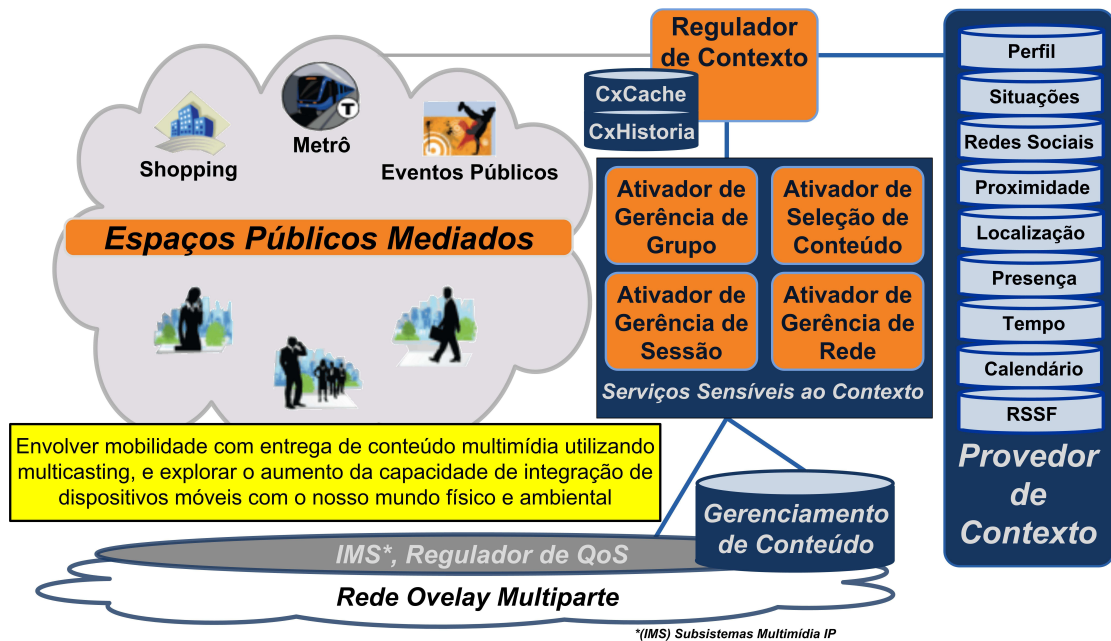 Regulador
de Contexto
CxCache
CxHistoria
Metrô
Shopping
Eventos Públicos
Espaços Públicos Mediados
Ativador de
Gerência de
Grupo
Ativador de
Seleção de
Conteúdo
Ativador de
Gerência de
Sessão
Ativador de
Gerência de
Rede
Serviços Sensíveis ao Contexto
Perfil
Situações
Redes Sociais
Proximidade
Localização
Presença
Tempo
Calendário
RSSF
Provedor
de
Contexto
Envolver mobilidade com entrega de conteúdo multimídia utilizando
multicasting, e explorar o aumento da capacidade de integração de
dispositivos móveis com o nosso mundo físico e ambiental
Gerenciamento
de Conteúdo
IMS*, Regulador de QoS
Rede Ovelay Multiparte
*(IMS) Subsistemas Multimídia IP
T